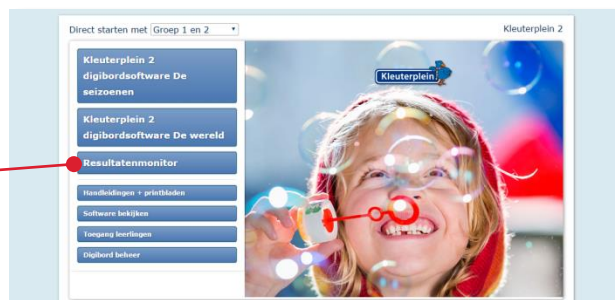 Direct starten met Groep 1 en 2
Kleuterplein 2
Kleuterplein 2
digibordsoftware De
seizoenen
Kleuterplein 2
digibordsoftware De wereld
Resultatenmonitor
Handleidingen + printbladen
Software bekijken
Toegang leerlingen
Digibord beheer
Kleuterplein